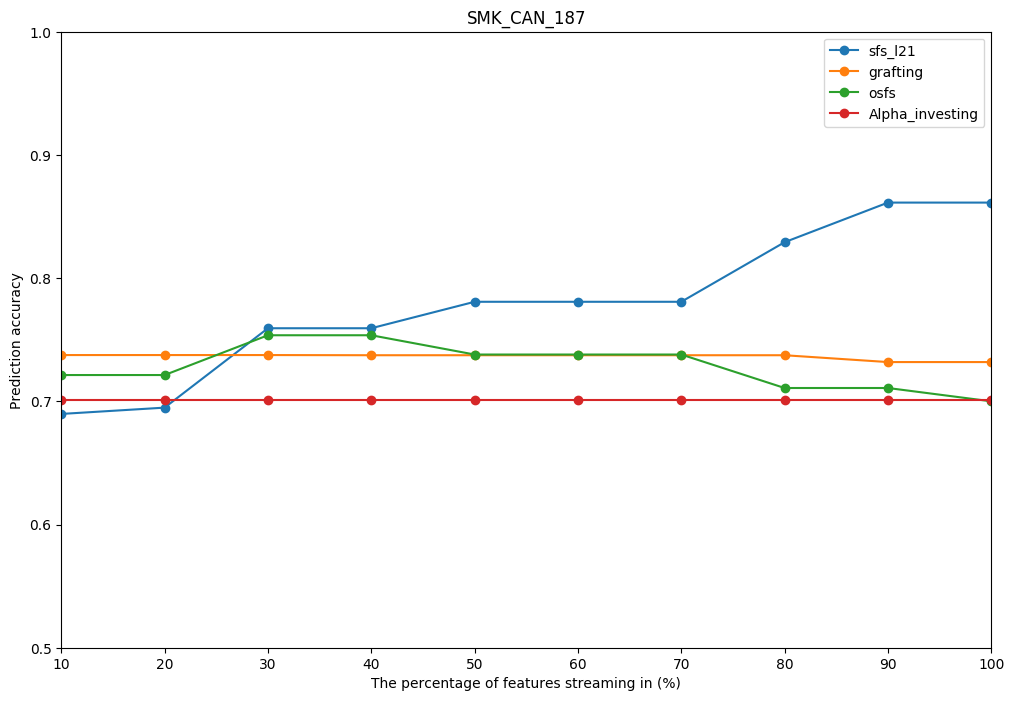 SMK_CAN_187
1.0
0.9
0.8
0.7
0.6
0.5
Prediction accuracy
sfs_l21
grafting
osfs
Alpha_investing
10 20 30 40 50 60 70 80 90 100
The percentage of features streaming in (%)